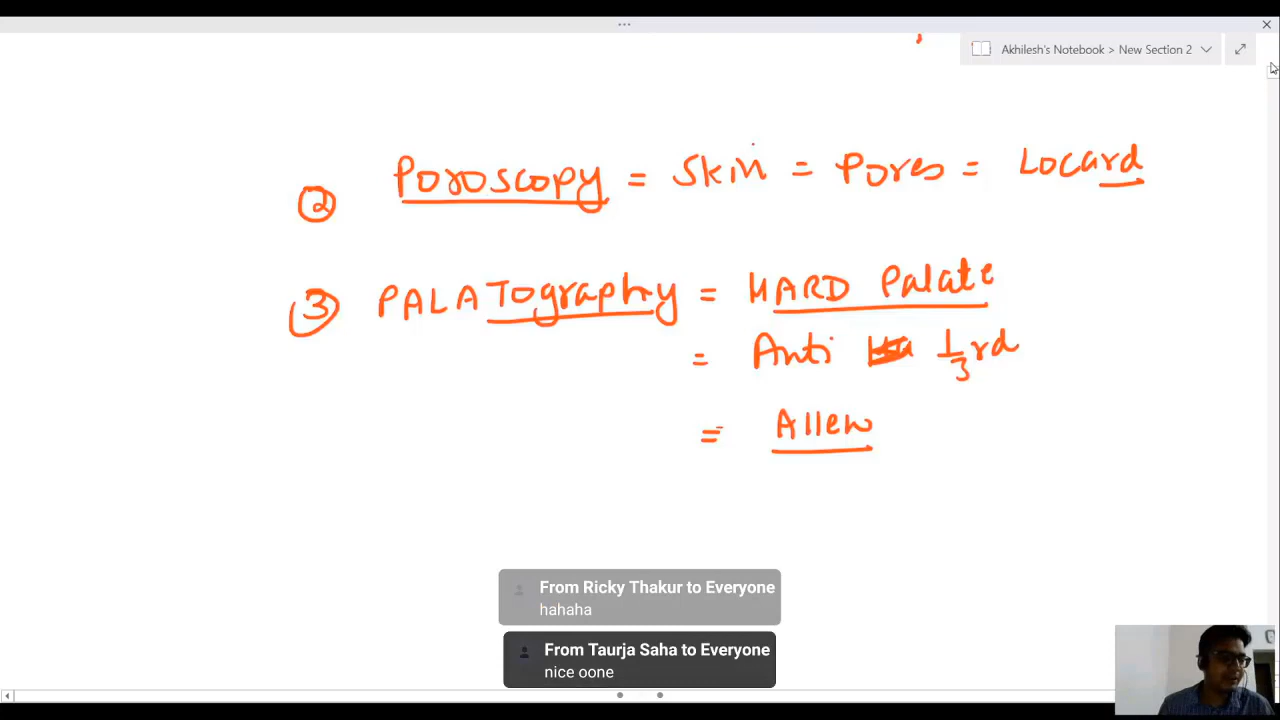 Akhilesh's Notebook > New Section 2
② Poroscopy = Skin = Pores = Locard
③ PALATography = HARD Palate
= Anti 1/3rd
= Allen
From Ricky Thakur to Everyone
hahaha
From Taurja Saha to Everyone
nice oone